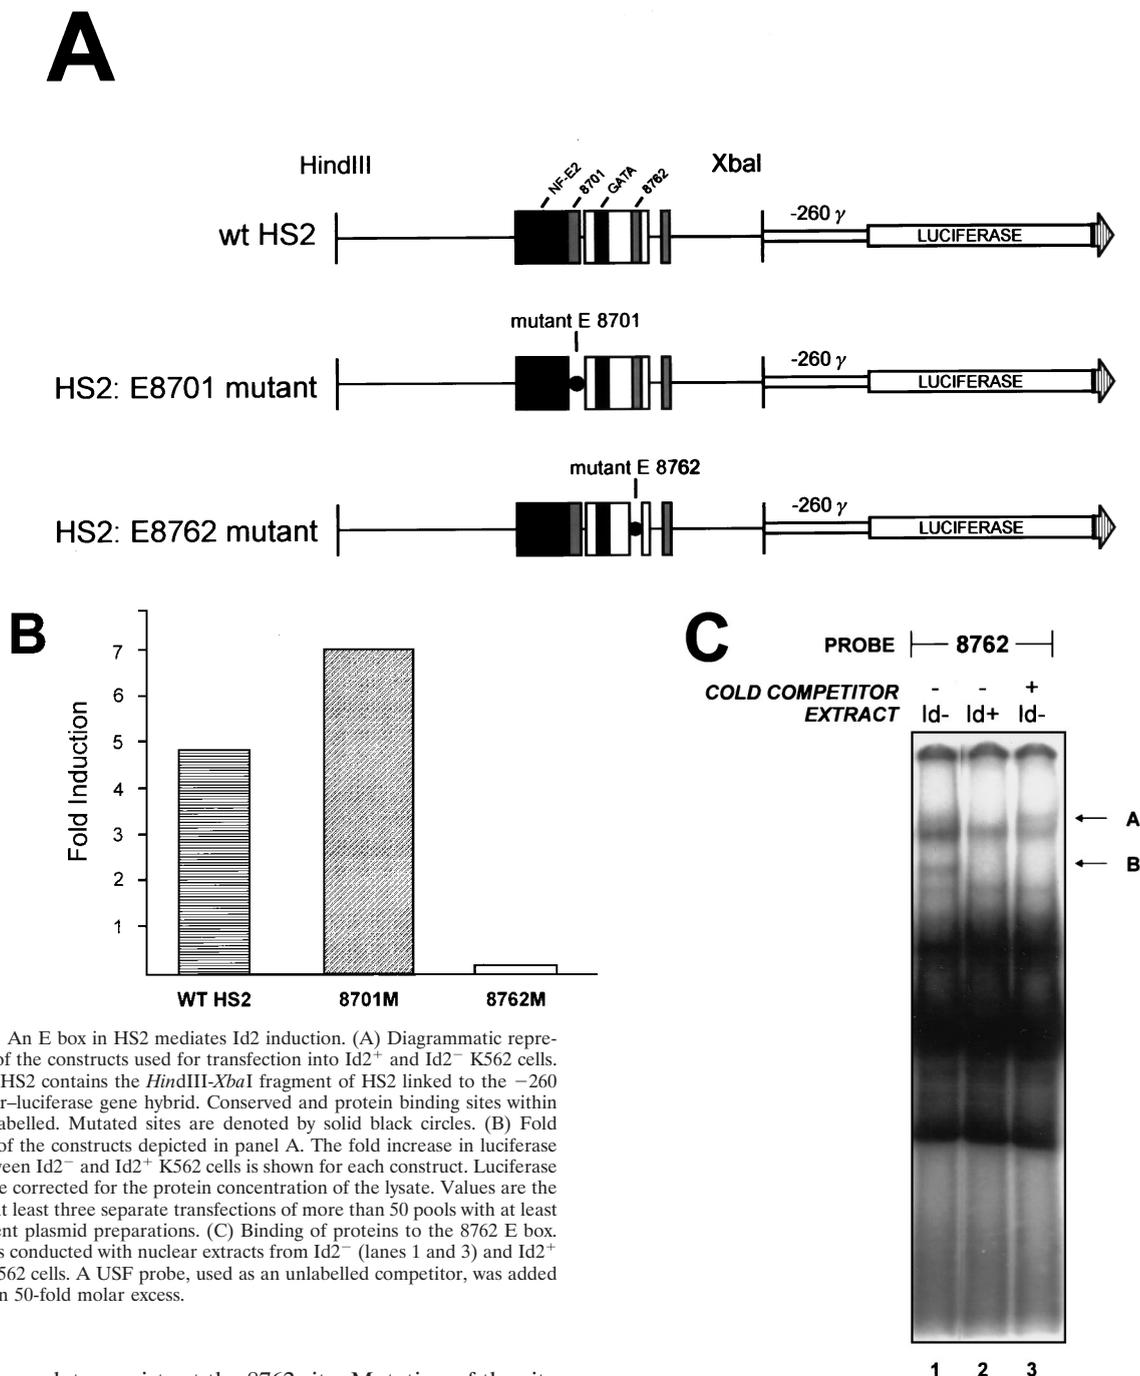 A
HindIII
NF-E2
8701
GATA
8762
XbaI
wt HS2
-260 γ
LUCIFERASE
mutant E 8701
HS2: E8701 mutant
-260 γ
LUCIFERASE
mutant E 8762
HS2: E8762 mutant
-260 γ
LUCIFERASE
B
Fold Induction
7
6
5
4
3
2
1
WT HS2 8701M 8762M
C
PROBE 8762
COLD COMPETITOR - - +
EXTRACT Id- Id+ Id-
A
B
1 2 3
An E box in HS2 mediates Id2 induction. (A) Diagrammatic repre-
of the constructs used for transfection into Id2⁺ and Id2⁻ K562 cells.
HS2 contains the HindIII-XbaI fragment of HS2 linked to the −260
r–luciferase gene hybrid. Conserved and protein binding sites within
abelled. Mutated sites are denoted by solid black circles. (B) Fold
of the constructs depicted in panel A. The fold increase in luciferase
veen Id2⁻ and Id2⁺ K562 cells is shown for each construct. Luciferase
e corrected for the protein concentration of the lysate. Values are the
t least three separate transfections of more than 50 pools with at least
ent plasmid preparations. (C) Binding of proteins to the 8762 E box.
s conducted with nuclear extracts from Id2⁻ (lanes 1 and 3) and Id2⁺
562 cells. A USF probe, used as an unlabelled competitor, was added
n 50-fold molar excess.